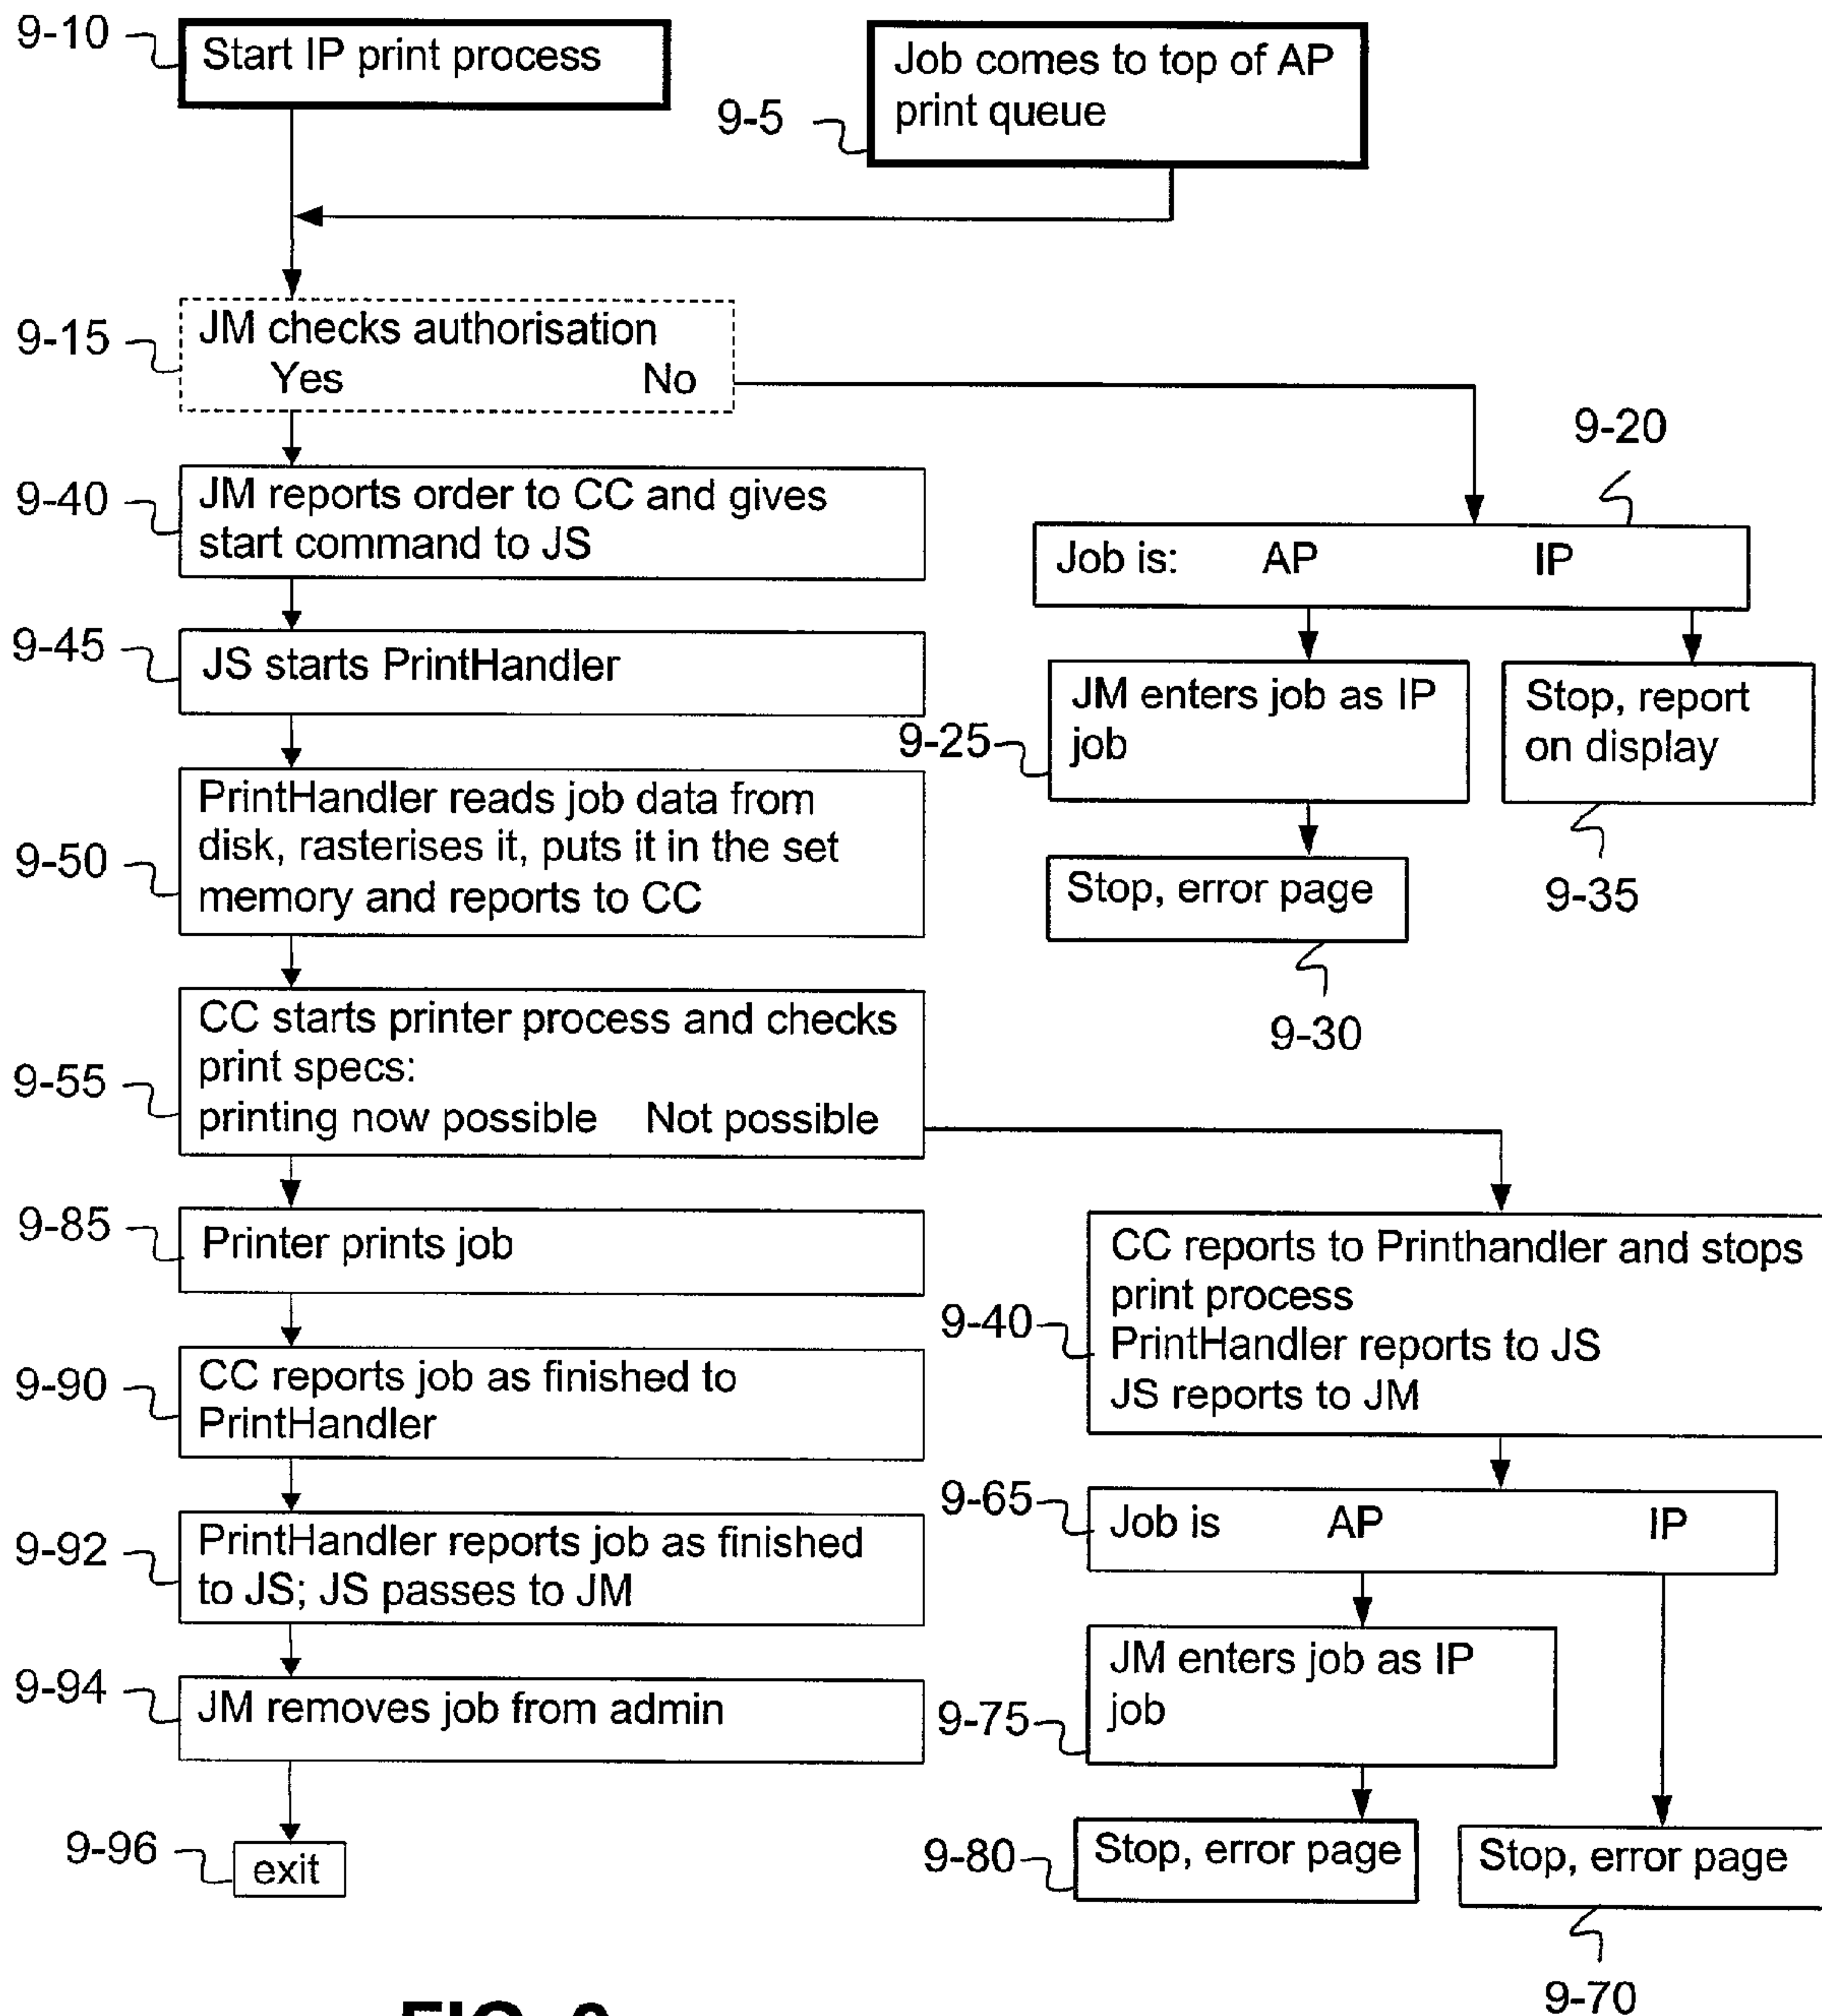 9-10
Start IP print process
Job comes to top of AP
print queue
9-5
9-15
JM checks authorisation
Yes No
9-20
9-40
JM reports order to CC and gives
start command to JS
Job is: AP IP
9-45
JS starts PrintHandler
9-25
JM enters job as IP
job
Stop, report
on display
9-35
9-50
PrintHandler reads job data from
disk, rasterises it, puts it in the set
memory and reports to CC
Stop, error page
9-30
9-55
CC starts printer process and checks
print specs:
printing now possible Not possible
9-85
Printer prints job
9-40
CC reports to Printhandler and stops
print process
PrintHandler reports to JS
JS reports to JM
9-90
CC reports job as finished to
PrintHandler
9-65
Job is AP IP
9-92
PrintHandler reports job as finished
to JS; JS passes to JM
9-75
JM enters job as IP
job
9-94
JM removes job from admin
9-80
Stop, error page
Stop, error page
9-70
9-96
exit